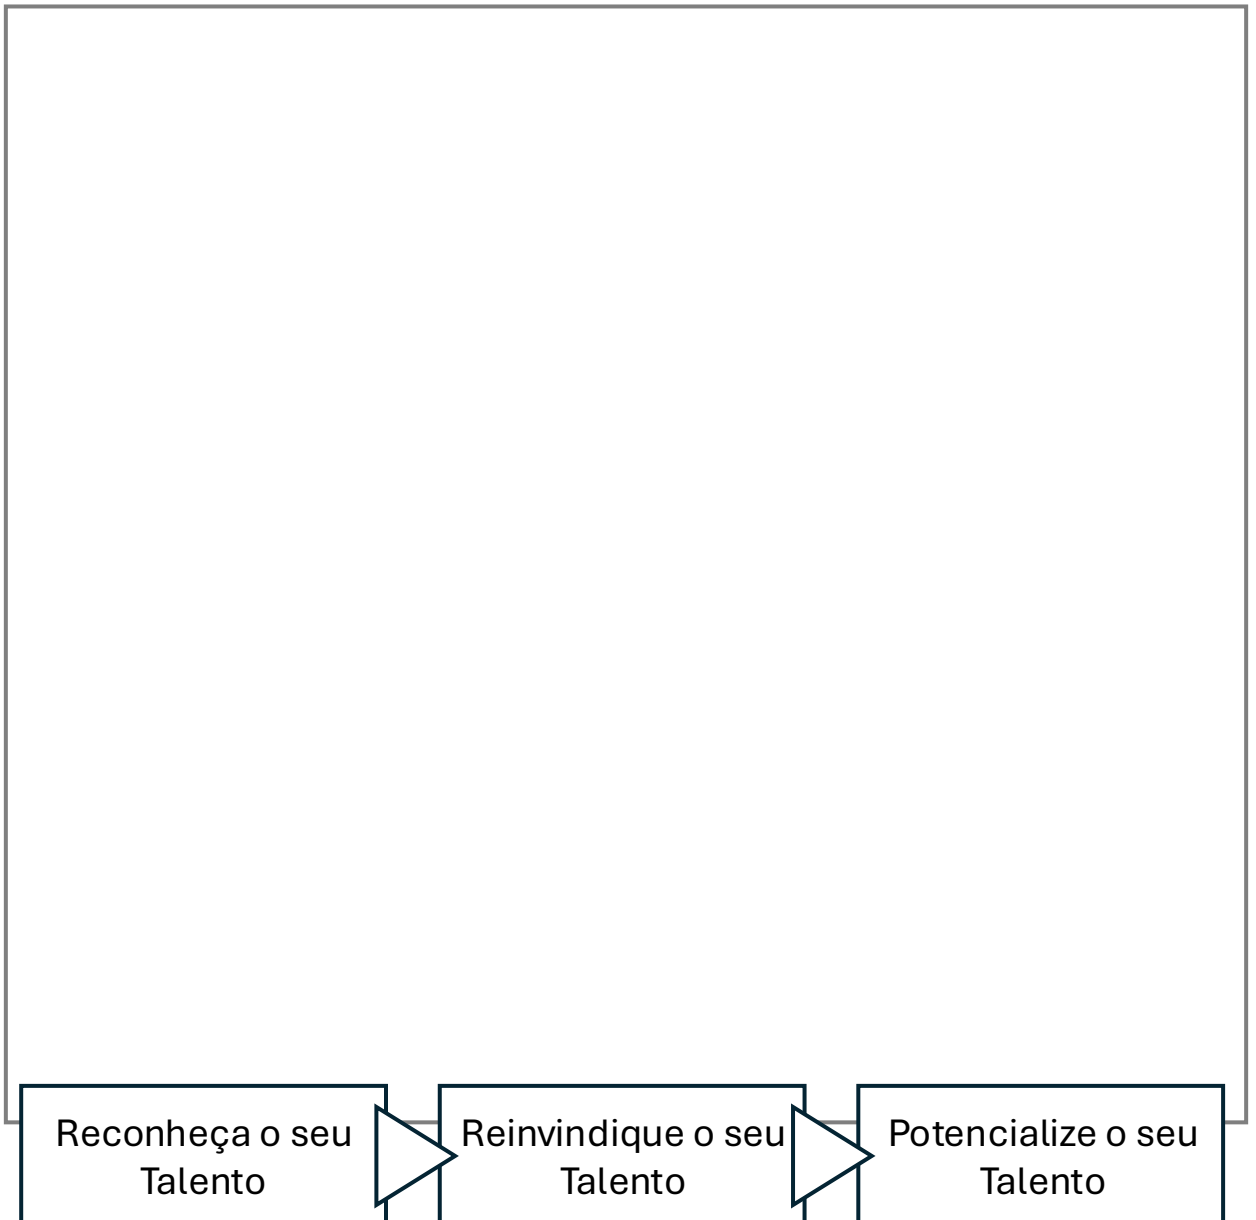 Reconheça o seu
Talento
Reinvindique o seu
Talento
Potencialize o seu
Talento